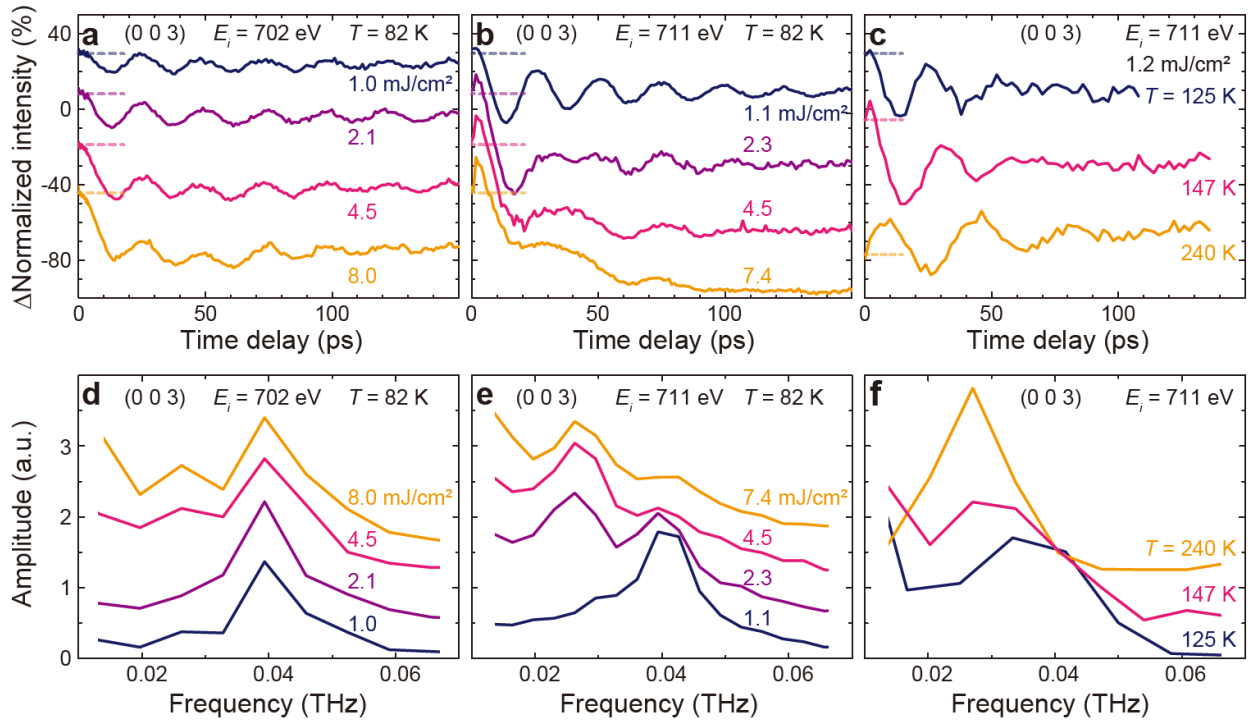 ΔNormalized intensity (%)
40
0
-40
-80
a (0 0 3) Ei = 702 eV T = 82 K
1.0 mJ/cm²
2.1
4.5
8.0
0 50 100
Time delay (ps)
b (0 0 3) Ei = 711 eV T = 82 K
1.1 mJ/cm²
2.3
4.5
7.4
0 50 100
Time delay (ps)
c (0 0 3) Ei = 711 eV
1.2 mJ/cm²
T = 125 K
147 K
240 K
0 50 100
Time delay (ps)
Amplitude (a.u.)
3
2
1
0
d (0 0 3) Ei = 702 eV T = 82 K
8.0 mJ/cm²
4.5
2.1
1.0
0.02 0.04 0.06
Frequency (THz)
e (0 0 3) Ei = 711 eV T = 82 K
7.4 mJ/cm²
4.5
2.3
1.1
0.02 0.04 0.06
Frequency (THz)
f (0 0 3) Ei = 711 eV
T = 240 K
147 K
125 K
0.02 0.04 0.06
Frequency (THz)